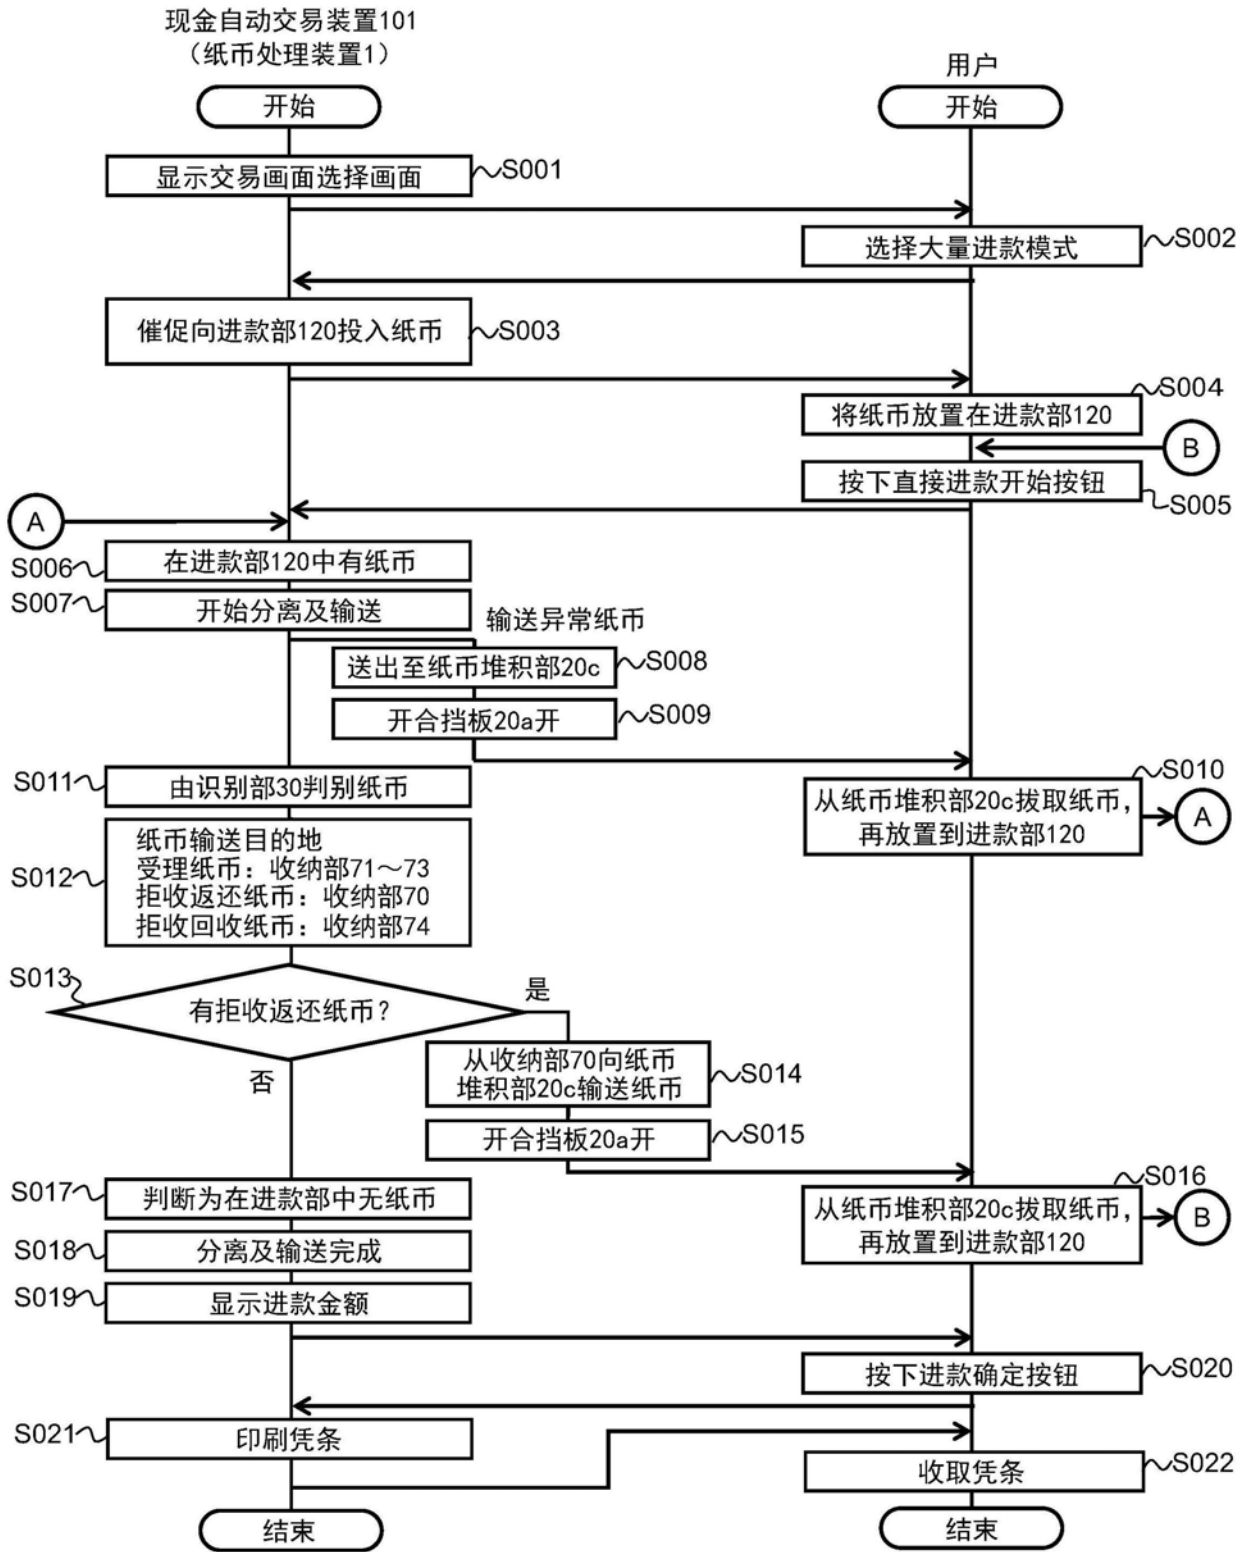 现金自动交易装置101
（纸币处理装置1）
用户
开始
开始
显示交易画面选择画面
S001
选择大量进款模式
S002
催促向进款部120投入纸币
S003
S004
将纸币放置在进款部120
B
按下直接进款开始按钮
S005
A
S006
在进款部120中有纸币
S007
开始分离及输送
输送异常纸币
送出至纸币堆积部20c
S008
开合挡板20a开
S009
S011
由识别部30判别纸币
S010
从纸币堆积部20c拔取纸币，
再放置到进款部120
A
S012
纸币输送目的地
受理纸币：收纳部71～73
拒收返还纸币：收纳部70
拒收回收纸币：收纳部74
S013
有拒收返还纸币？
是
否
从收纳部70向纸币
堆积部20c输送纸币
S014
开合挡板20a开
S015
S016
从纸币堆积部20c拔取纸币，
再放置到进款部120
B
S017
判断为在进款部中无纸币
S018
分离及输送完成
S019
显示进款金额
按下进款确定按钮
S020
S021
印刷凭条
收取凭条
S022
结束
结束